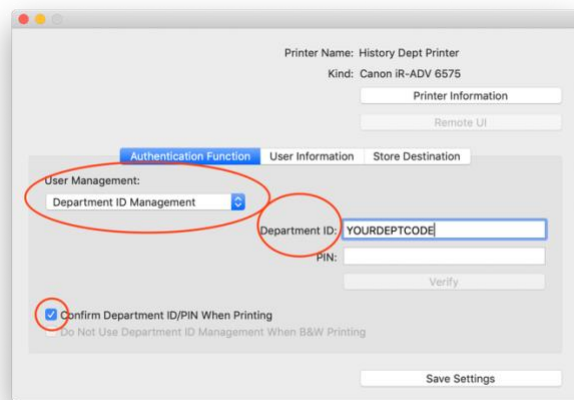 Printer Name: History Dept Printer
Kind: Canon iR-ADV 6575
Printer Information
Remote UI
Authentication Function User Information Store Destination
User Management:
Department ID Management
Department ID: YOURDEPTCODE
PIN:
Verify
Confirm Department ID/PIN When Printing
Do Not Use Department ID Management When B&W Printing
Save Settings